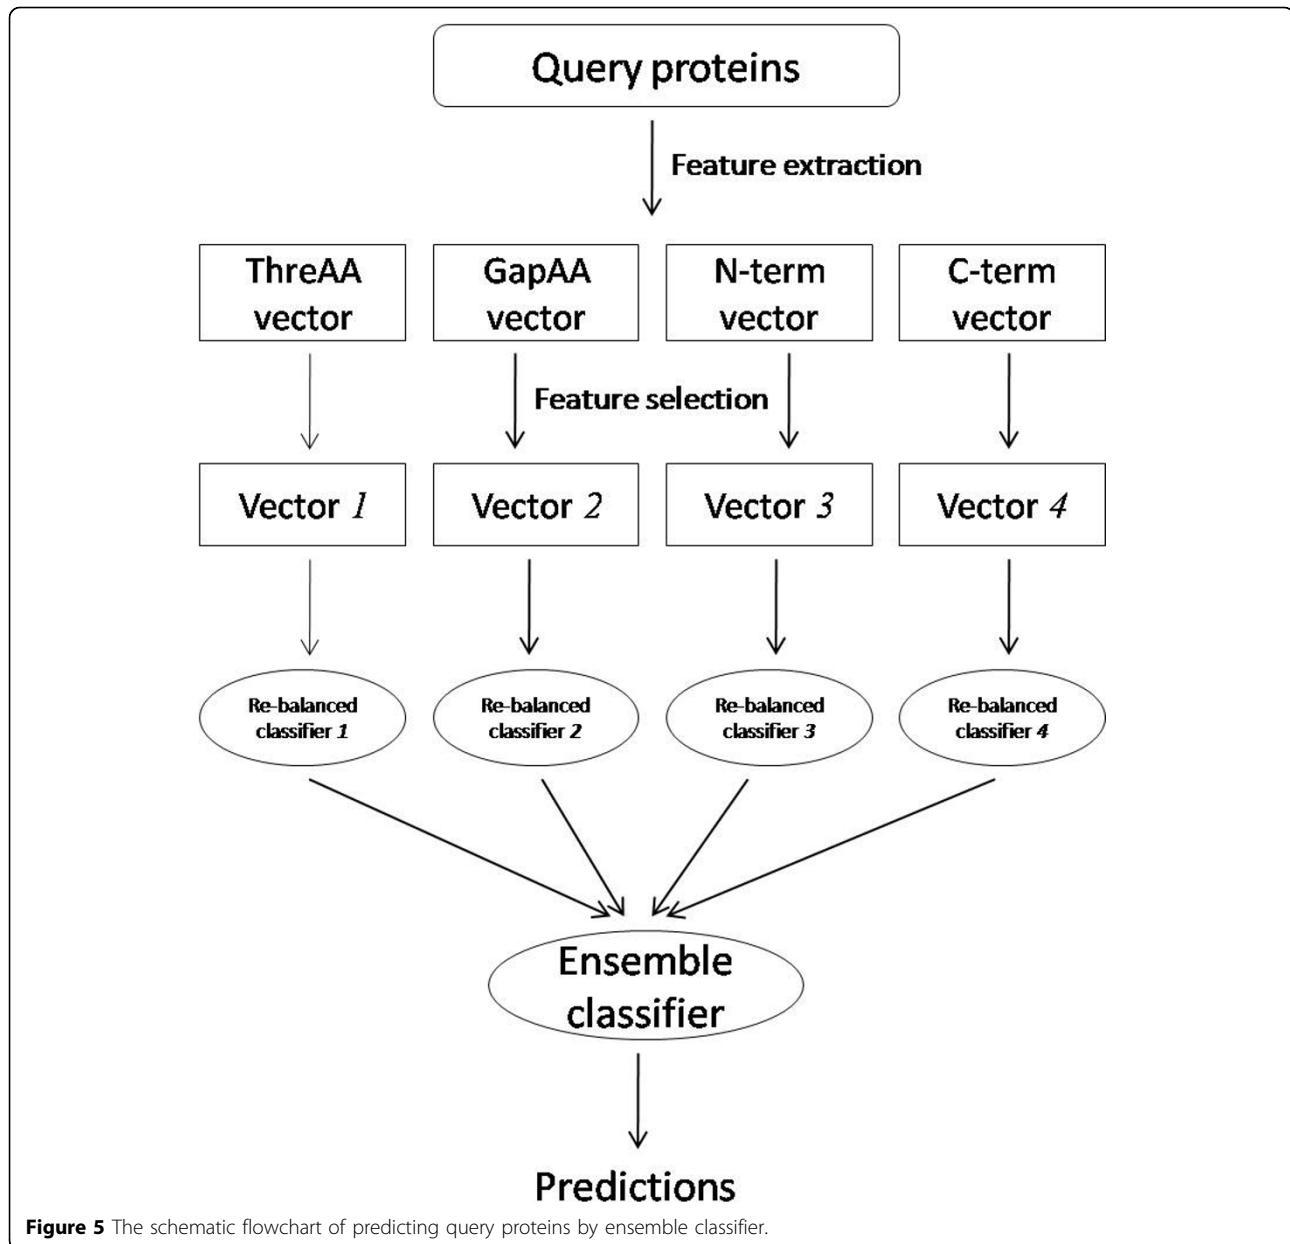 Query proteins
Feature extraction
ThreAA
vector
GapAA
vector
N-term
vector
C-term
vector
Feature selection
Vector 1
Vector 2
Vector 3
Vector 4
Re-balanced
classifier 1
Re-balanced
classifier 2
Re-balanced
classifier 3
Re-balanced
classifier 4
Ensemble
classifier
Predictions
Figure 5 The schematic flowchart of predicting query proteins by ensemble classifier.